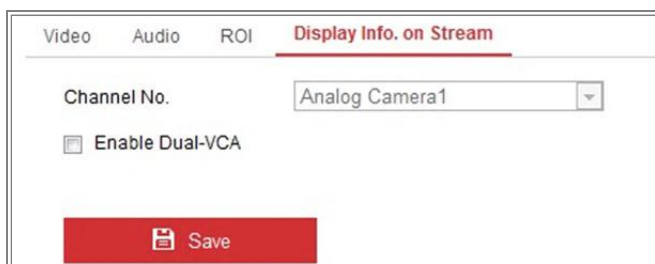 Video Audio ROI Display Info. on Stream
Channel No. Analog Camera1
Enable Dual-VCA
Save